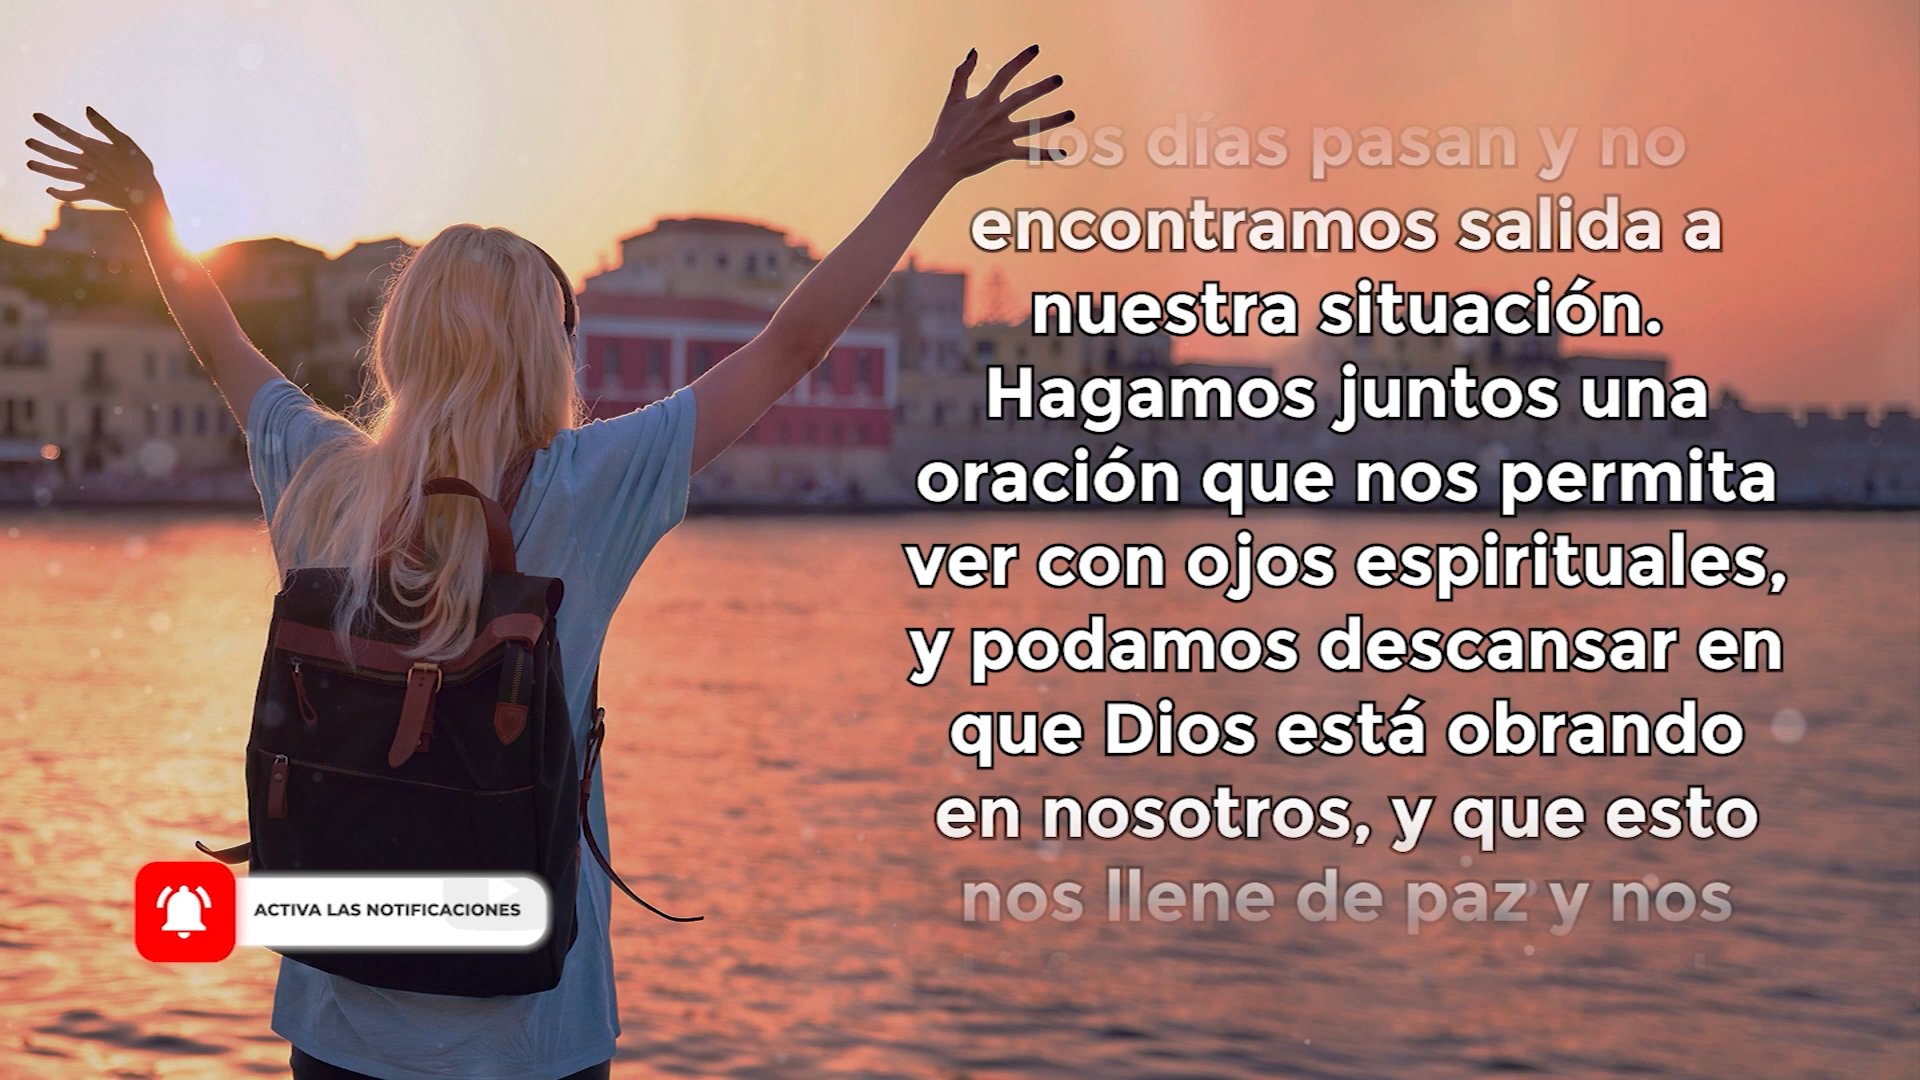 los días pasan y no
encontramos salida a
nuestra situación.
Hagamos juntos una
oración que nos permita
ver con ojos espirituales,
y podamos descansar en
que Dios está obrando
en nosotros, y que esto
nos llene de paz y nos
ACTIVA LAS NOTIFICACIONES